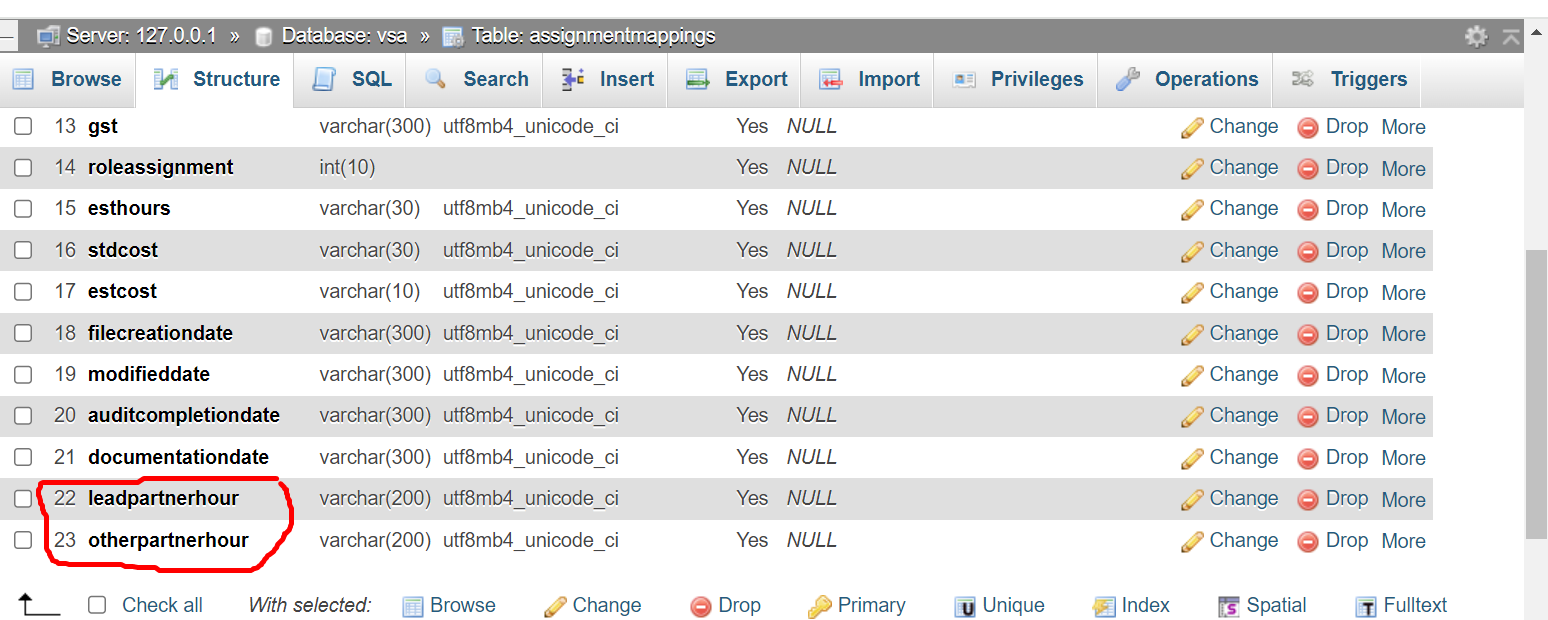 Server: 127.0.0.1 » Database: vsa » Table: assignmentmappings
Browse Structure SQL Search Insert Export Import Privileges Operations Triggers
13 gst varchar(300) utf8mb4_unicode_ci Yes NULL Change Drop More
14 roleassignment int(10) Yes NULL Change Drop More
15 esthours varchar(30) utf8mb4_unicode_ci Yes NULL Change Drop More
16 stdcost varchar(30) utf8mb4_unicode_ci Yes NULL Change Drop More
17 estcost varchar(10) utf8mb4_unicode_ci Yes NULL Change Drop More
18 filecreationdate varchar(300) utf8mb4_unicode_ci Yes NULL Change Drop More
19 modifieddate varchar(300) utf8mb4_unicode_ci Yes NULL Change Drop More
20 auditcompletiondate varchar(300) utf8mb4_unicode_ci Yes NULL Change Drop More
21 documentationdate varchar(300) utf8mb4_unicode_ci Yes NULL Change Drop More
22 leadpartnerhour varchar(200) utf8mb4_unicode_ci Yes NULL Change Drop More
23 otherpartnerhour varchar(200) utf8mb4_unicode_ci Yes NULL Change Drop More
Check all With selected: Browse Change Drop Primary Unique Index Spatial Fulltext